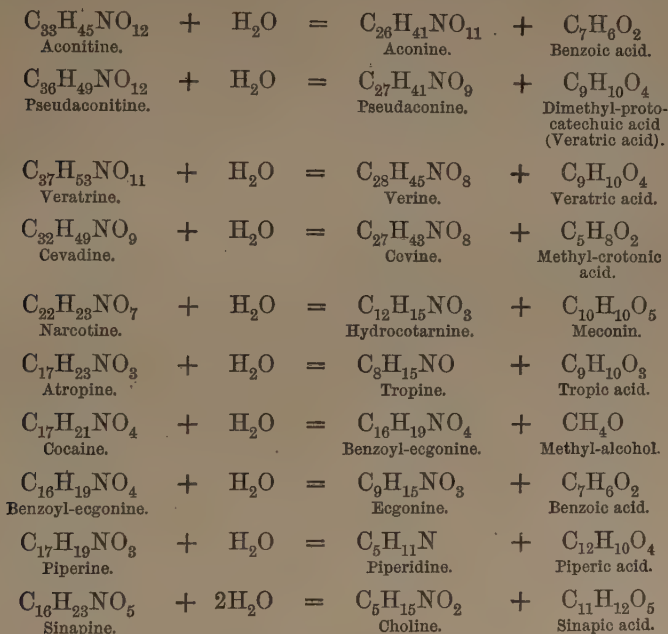 C₃₃H₄₅NO₁₂ + H₂O = C₂₆H₄₁NO₁₁ + C₇H₆O₂
Aconitine. Aconine. Benzoic acid.
C₃₆H₄₉NO₁₂ + H₂O = C₂₇H₄₁NO₉ + C₉H₁₀O₄
Pseudaconitine. Pseudaconine. Dimethyl-proto-
catechuic acid
(Veratric acid).
C₃₇H₅₃NO₁₁ + H₂O = C₂₈H₄₅NO₈ + C₉H₁₀O₄
Veratrine. Verine. Veratric acid.
C₃₂H₄₉NO₉ + H₂O = C₂₇H₄₃NO₈ + C₅H₈O₂
Cevadine. Cevine. Methyl-crotonic
acid.
C₂₂H₂₃NO₇ + H₂O = C₁₂H₁₅NO₃ + C₁₀H₁₀O₅
Narcotine. Hydrocotarnine. Meconin.
C₁₇H₂₃NO₃ + H₂O = C₈H₁₅NO + C₉H₁₀O₃
Atropine. Tropine. Tropic acid.
C₁₇H₂₁NO₄ + H₂O = C₁₆H₁₉NO₄ + CH₄O
Cocaine. Benzoyl-ecgonine. Methyl-alcohol.
C₁₆H₁₉NO₄ + H₂O = C₉H₁₅NO₃ + C₇H₆O₂
Benzoyl-ecgonine. Ecgonine. Benzoic acid.
C₁₇H₁₉NO₃ + H₂O = C₅H₁₁N + C₁₂H₁₀O₄
Piperine. Piperidine. Piperic acid.
C₁₆H₂₃NO₅ + 2H₂O = C₅H₁₅NO₂ + C₁₁H₁₂O₅
Sinapine. Choline. Sinapic acid.